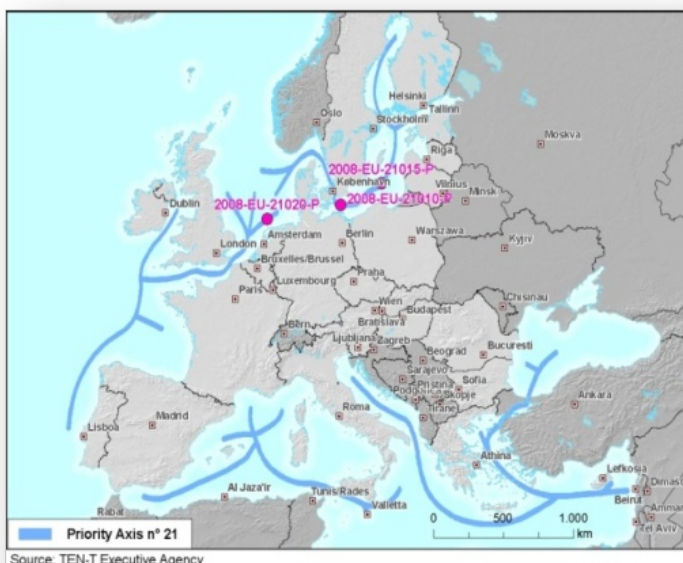 Helsinki
Tallinn
Oslo
Stockholm
Moskva
Riga
2008-EU-21015-P
København
Vilnius
Minsk
Dublin
2008-EU-21020-P
2008-EU-21010-P
Amsterdam
Berlin
Warszawa
London
Kyjiv
Bruxelles/Brussel
Luxembourg
Praha
Paris
Wien
Budapest
Chisinau
Bratislava
Bern
Ljubljana
Zagreb
Beograd
Bucuresti
Sarajevo
Pristina
Sofia
Skopje
Roma
Tirane
Ankara
Madrid
Lisboa
Athina
Lefkosia
Al Jaza'ir
Tunis/Rades
Beirut
Rabat
Valletta
0 500 1.000
km
Tel Aviv
Priority Axis n° 21
Source: TEN-T Executive Agency